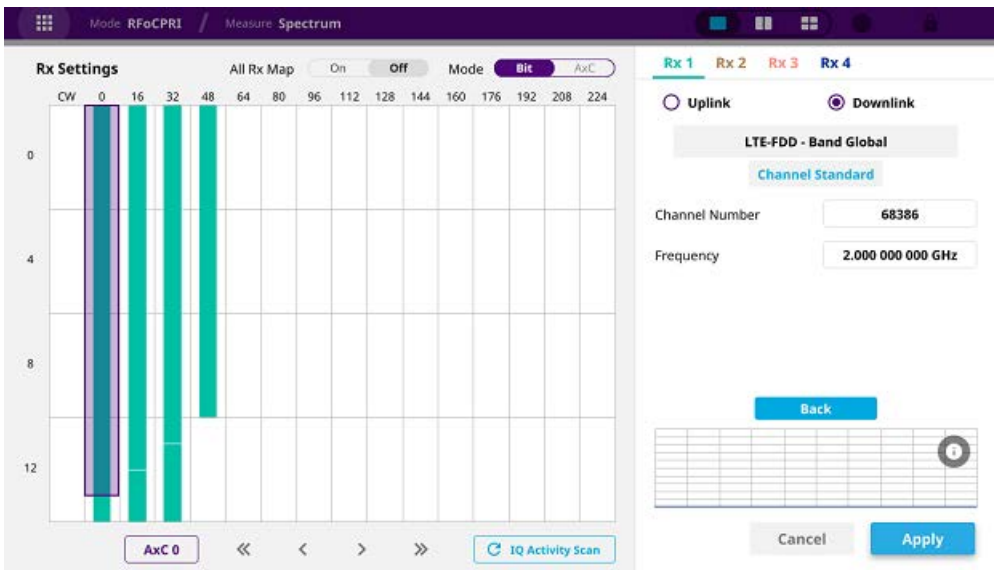 Mode RFoCPRI / Measure Spectrum
Rx Settings All Rx Map On Off Mode Bit AxC
CW 0 16 32 48 64 80 96 112 128 144 160 176 192 208 224
0
4
8
12
AxC 0 << < > >> IQ Activity Scan
Rx 1 Rx 2 Rx 3 Rx 4
Uplink Downlink
LTE-FDD - Band Global
Channel Standard
Channel Number 68386
Frequency 2.000 000 000 GHz
Back
Cancel Apply